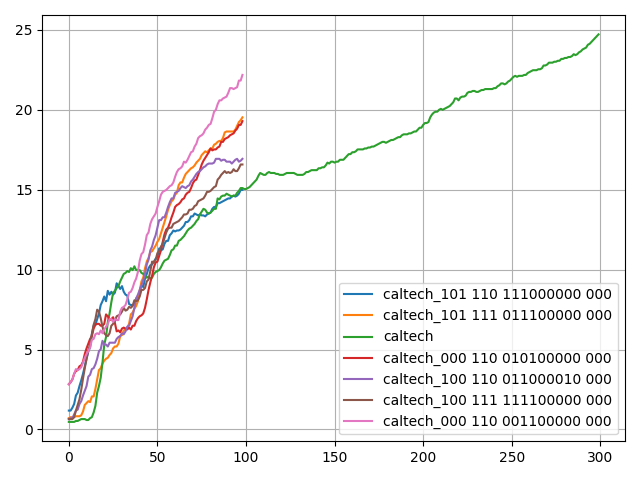 25
20
15
10
5
0
caltech_101 110 111000000 000
caltech_101 111 011100000 000
caltech
caltech_000 110 010100000 000
caltech_100 110 011000010 000
caltech_100 111 111100000 000
caltech_000 110 001100000 000
0 50 100 150 200 250 300